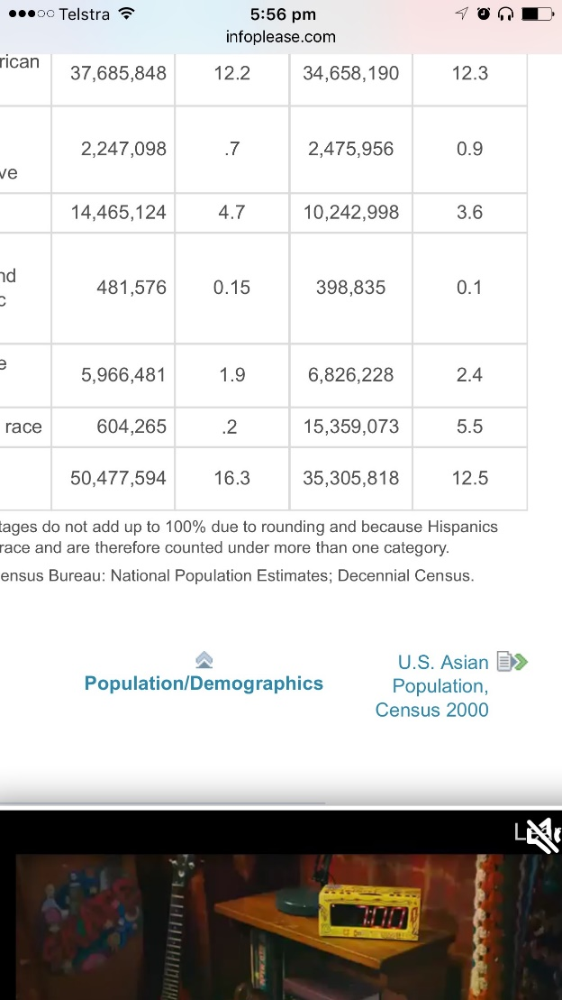 Telstra 5:56 pm
infoplease.com
rican 37,685,848 12.2 34,658,190 12.3
2,247,098 .7 2,475,956 0.9
ve
14,465,124 4.7 10,242,998 3.6
nd
481,576 0.15 398,835 0.1
c
e
5,966,481 1.9 6,826,228 2.4
race 604,265 .2 15,359,073 5.5
50,477,594 16.3 35,305,818 12.5
tages do not add up to 100% due to rounding and because Hispanics
race and are therefore counted under more than one category.
ensus Bureau: National Population Estimates; Decennial Census.
Population/Demographics
U.S. Asian
Population,
Census 2000
7:00